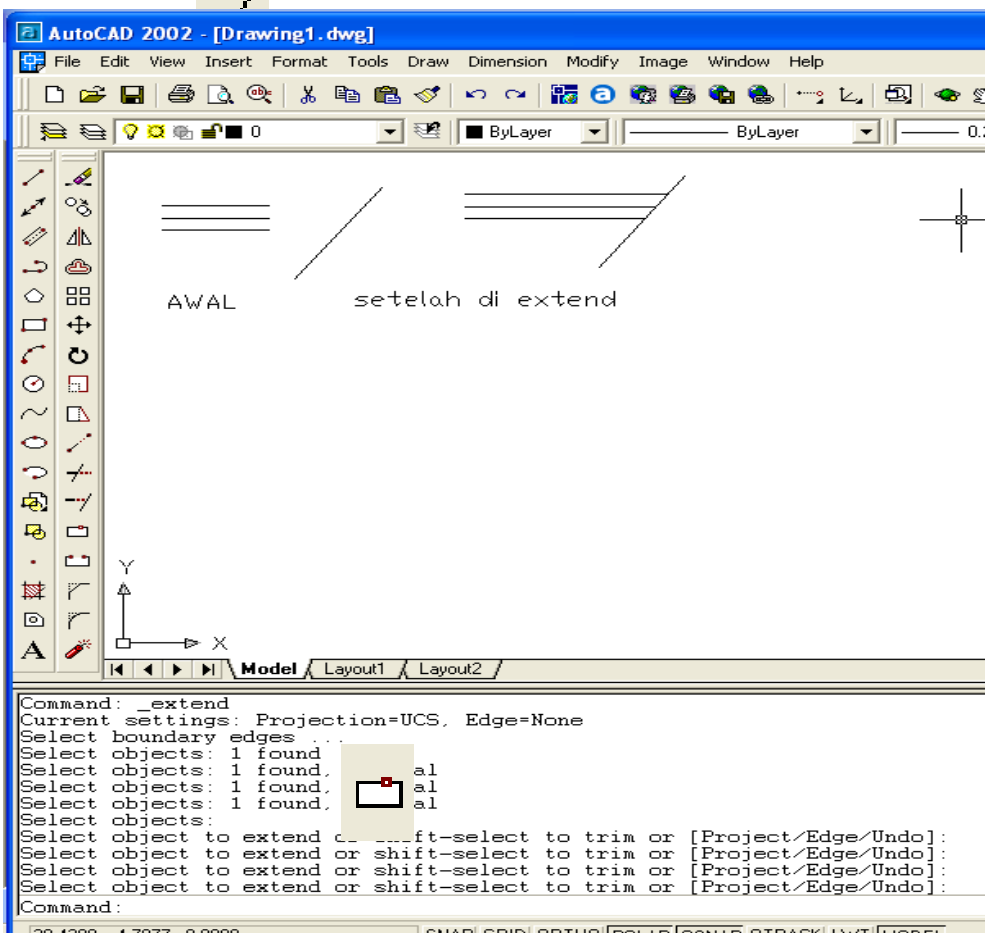 AutoCAD 2002 - [Drawing1.dwg]
File Edit View Insert Format Tools Draw Dimension Modify Image Window Help
0 ByLayer ByLayer
AWAL setelah di extend
Y
X
A
Model Layout1 Layout2
Command: _extend
Current settings: Projection=UCS, Edge=None
Select boundary edges ...
Select objects: 1 found
Select objects: 1 found, al
Select objects: 1 found, al
Select objects: 1 found, al
Select objects:
Select object to extend or shift-select to trim or [Project/Edge/Undo]:
Select object to extend or shift-select to trim or [Project/Edge/Undo]:
Select object to extend or shift-select to trim or [Project/Edge/Undo]:
Select object to extend or shift-select to trim or [Project/Edge/Undo]:
Command: